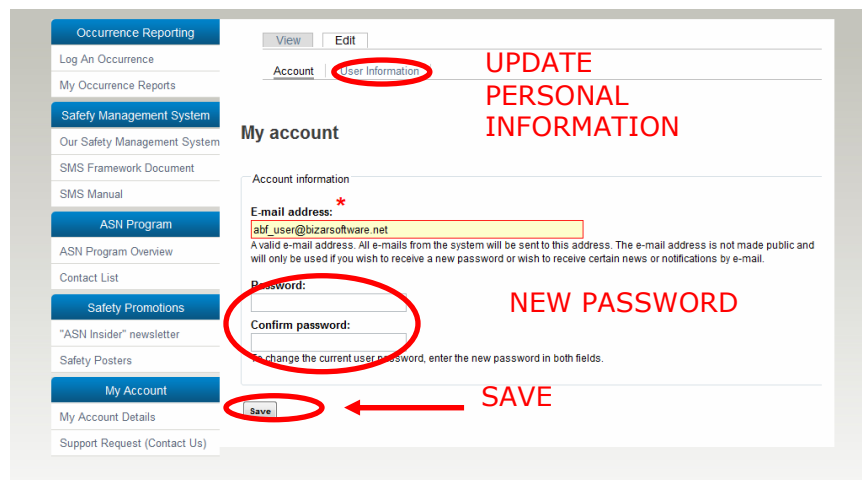 Occurrence Reporting
Log An Occurrence
My Occurrence Reports
Safefy Management System
Our Safety Management System
SMS Framework Document
SMS Manual
ASN Program
ASN Program Overview
Contact List
Safety Promotions
"ASN Insider" newsletter
Safety Posters
My Account
My Account Details
Support Request (Contact Us)
View Edit
Account User Information
UPDATE
PERSONAL
INFORMATION
My account
Account information
E-mail address: *
abf_user@bizarsoftware.net
A valid e-mail address. All e-mails from the system will be sent to this address. The e-mail address is not made public and
will only be used if you wish to receive a new password or wish to receive certain news or notifications by e-mail.
Password:
NEW PASSWORD
Confirm password:
To change the current user password, enter the new password in both fields.
SAVE
Save